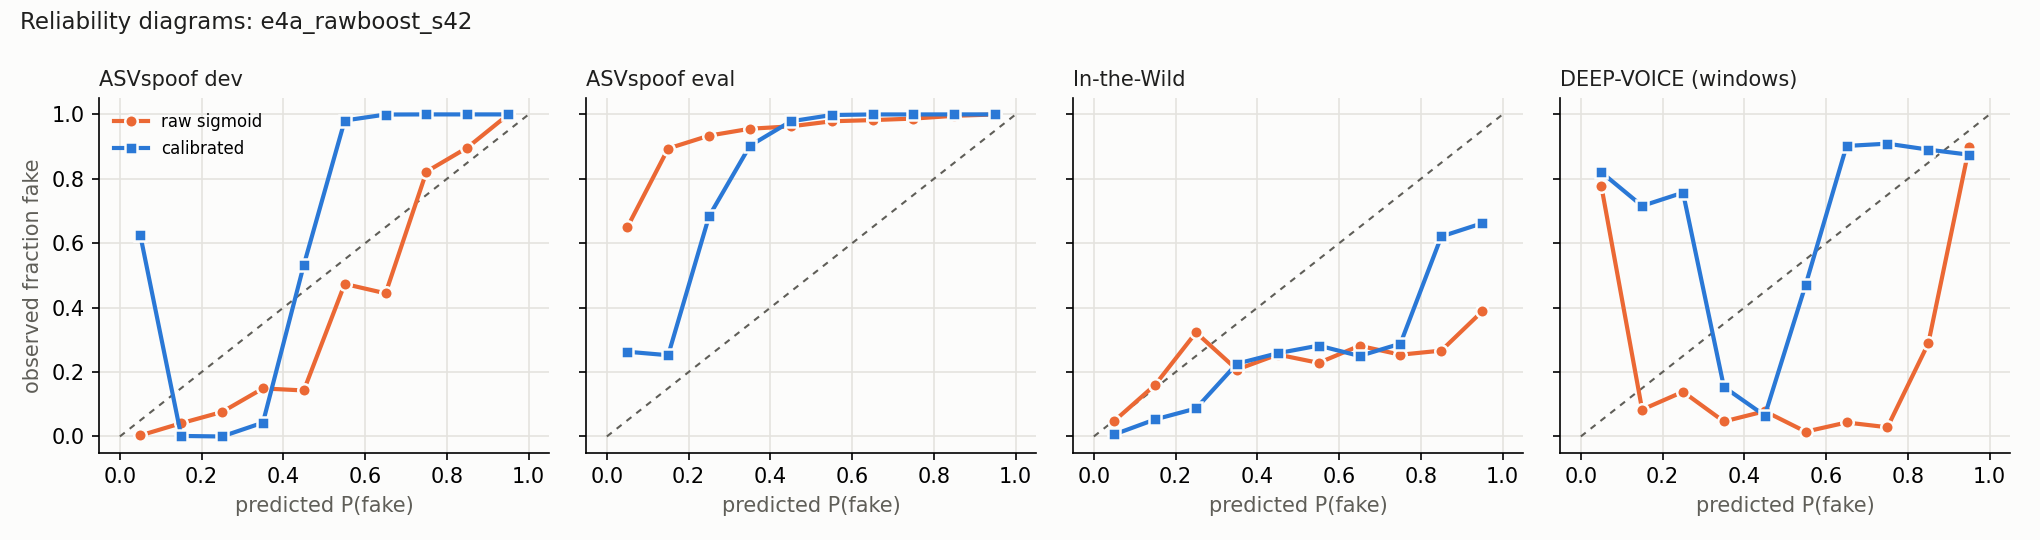 Reliability diagrams: e4a_rawboost_s42
ASVspoof dev
ASVspoof eval
In-the-Wild
DEEP-VOICE (windows)
raw sigmoid
calibrated
observed fraction fake
1.0
0.8
0.6
0.4
0.2
0.0
0.0 0.2 0.4 0.6 0.8 1.0
0.0 0.2 0.4 0.6 0.8 1.0
0.0 0.2 0.4 0.6 0.8 1.0
0.0 0.2 0.4 0.6 0.8 1.0
predicted P(fake)
predicted P(fake)
predicted P(fake)
predicted P(fake)